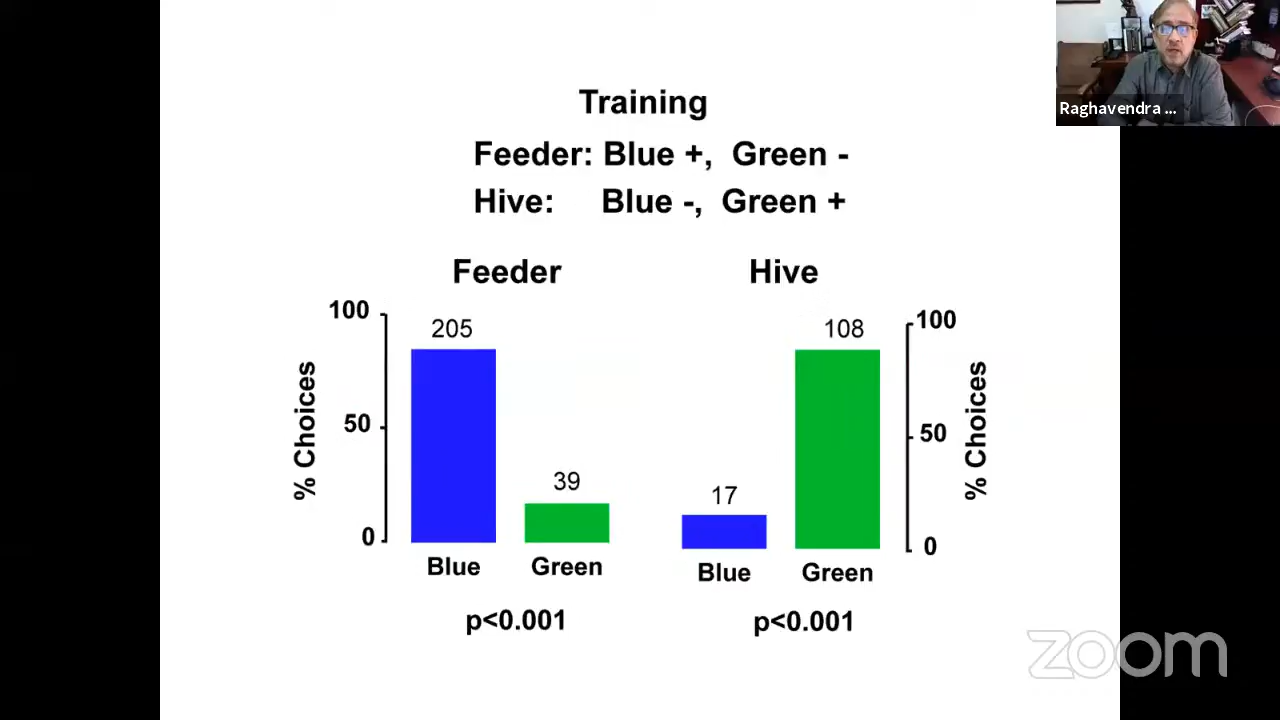 Raghavendra ...
Training
Feeder: Blue +, Green -
Hive: Blue -, Green +
Feeder
Hive
100
205
39
50
0
% Choices
Blue
Green
p<0.001
108
17
100
50
0
% Choices
Blue
Green
p<0.001
zoom